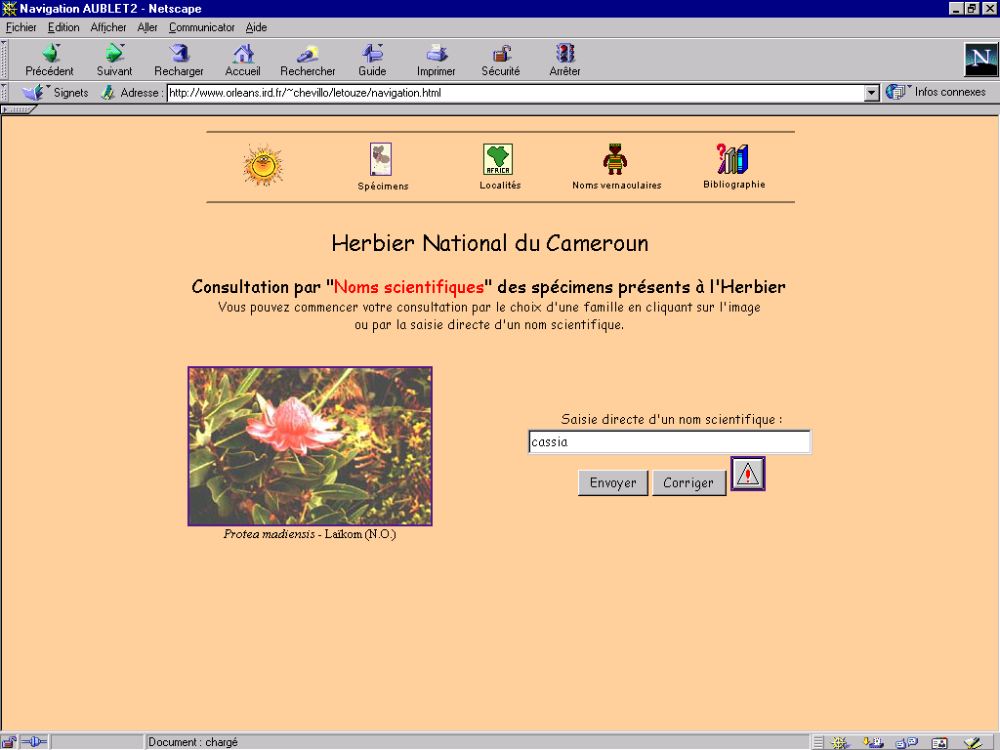 Navigation AUBLET2 - Netscape
Fichier Edition Afficher Aller Communicator Aide
Précédent Suivant Recharger Accueil Rechercher Guide Imprimer Sécurité Arrêter
N
Signets Adresse : http://www.orleans.ird.fr/~chevillo/letouze/navigation.html Infos connexes
AFRICA
Spécimens Localités Noms vernaculaires Bibliographie
Herbier National du Cameroun
Consultation par "Noms scientifiques" des spécimens présents à l'Herbier
Vous pouvez commencer votre consultation par le choix d'une famille en cliquant sur l'image
ou par la saisie directe d'un nom scientifique.
Saisie directe d'un nom scientifique :
cassia
Envoyer Corriger
Protea madiensis - Laïkom (N.O.)
Document : chargé